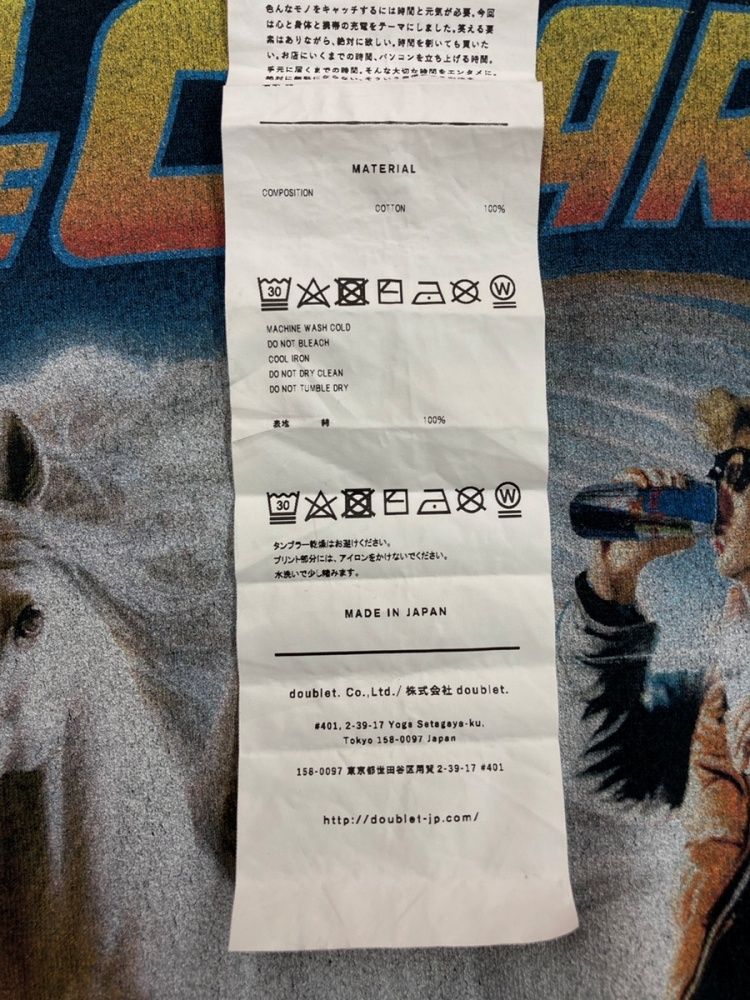 色んなモノをキャッチするには時間と元気が必要。今回
は心と身体と携帯の充電をテーマにしました。笑える要
素はありながら、絶対に欲しい。時間を割いても買いた
い。お店にいくまでの時間、パソコンを立ち上げる時間。
手元に届くまでの時間。そんな大切な時間をエンタメに。
MATERIAL
COMPOSITION
COTTON 100%
30 W
MACHINE WASH COLD
DO NOT BLEACH
COOL IRON
DO NOT DRY CLEAN
DO NOT TUMBLE DRY
表地 綿 100%
30 W
タンブラー乾燥はお避けください。
プリント部分には、アイロンをかけないでください。
水洗いで少し縮みます。
MADE IN JAPAN
doublet. Co.,Ltd./ 株式会社 doublet.
#401, 2-39-17 Yoga Setagaya-ku,
Tokyo 158-0097 Japan
158-0097 東京都世田谷区用賀 2-39-17 #401
http://doublet-jp.com/